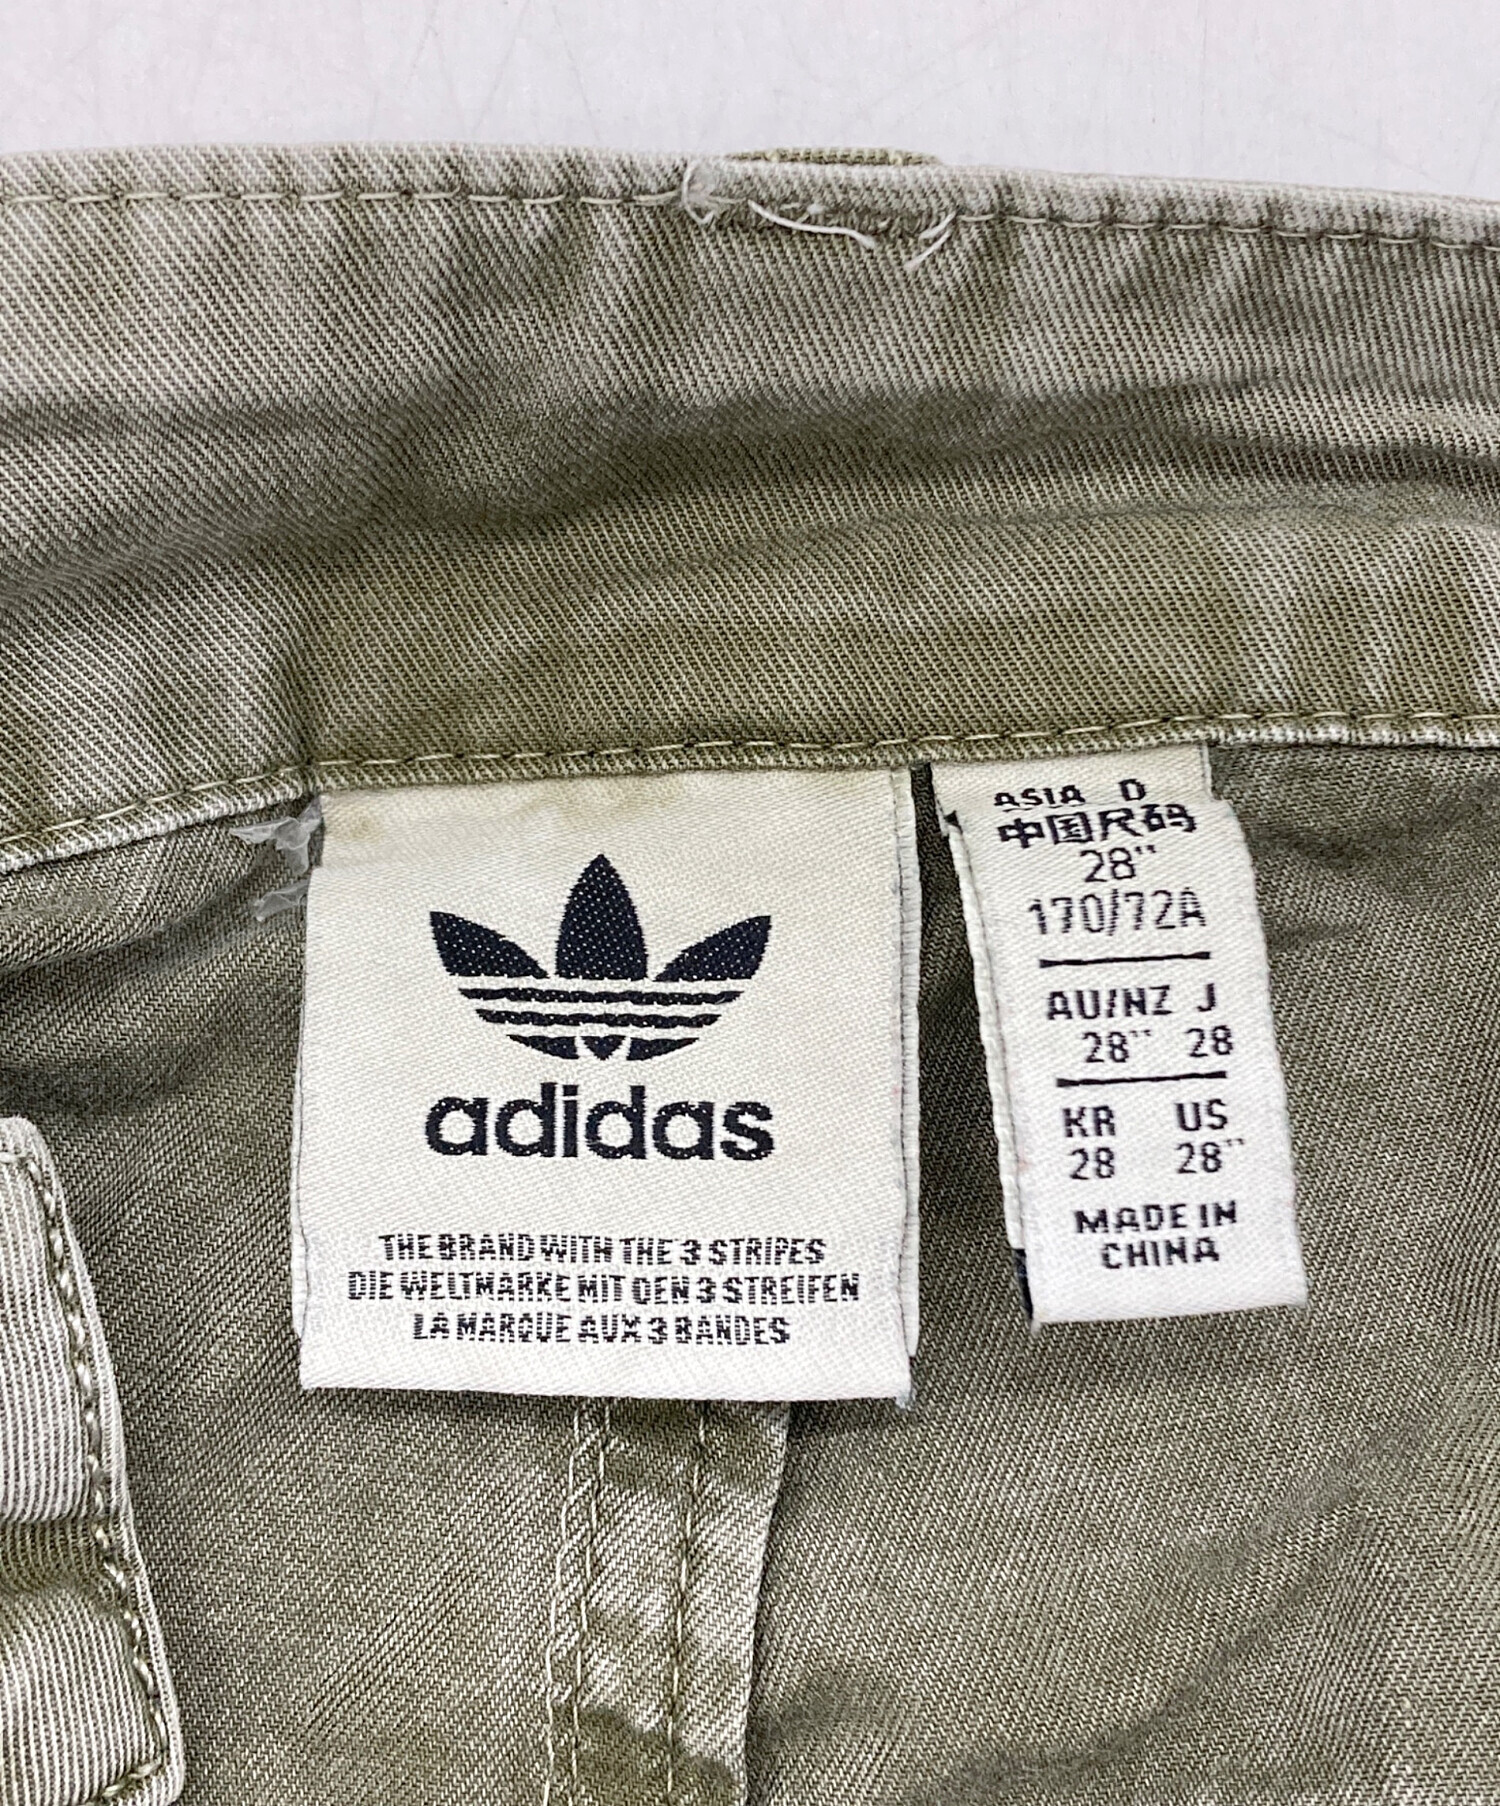 adidas
THE BRAND WITH THE 3 STRIPES
DIE WELTMARKE MIT DEN 3 STREIFEN
LA MARQUE AUX 3 BANDES
ASIA D
中国尺码
28"
170/72A
AU/NZ J
28" 28
KR US
28 28"
MADE IN
CHINA